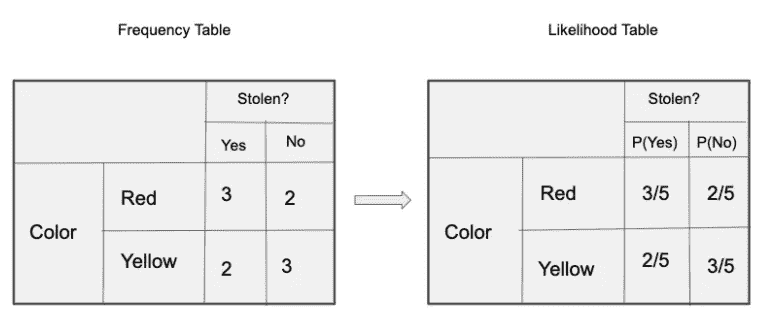 Frequency Table
Stolen?
Yes No
Color
Red 3 2
Yellow 2 3
Likelihood Table
Stolen?
P(Yes) P(No)
Color
Red 3/5 2/5
Yellow 2/5 3/5